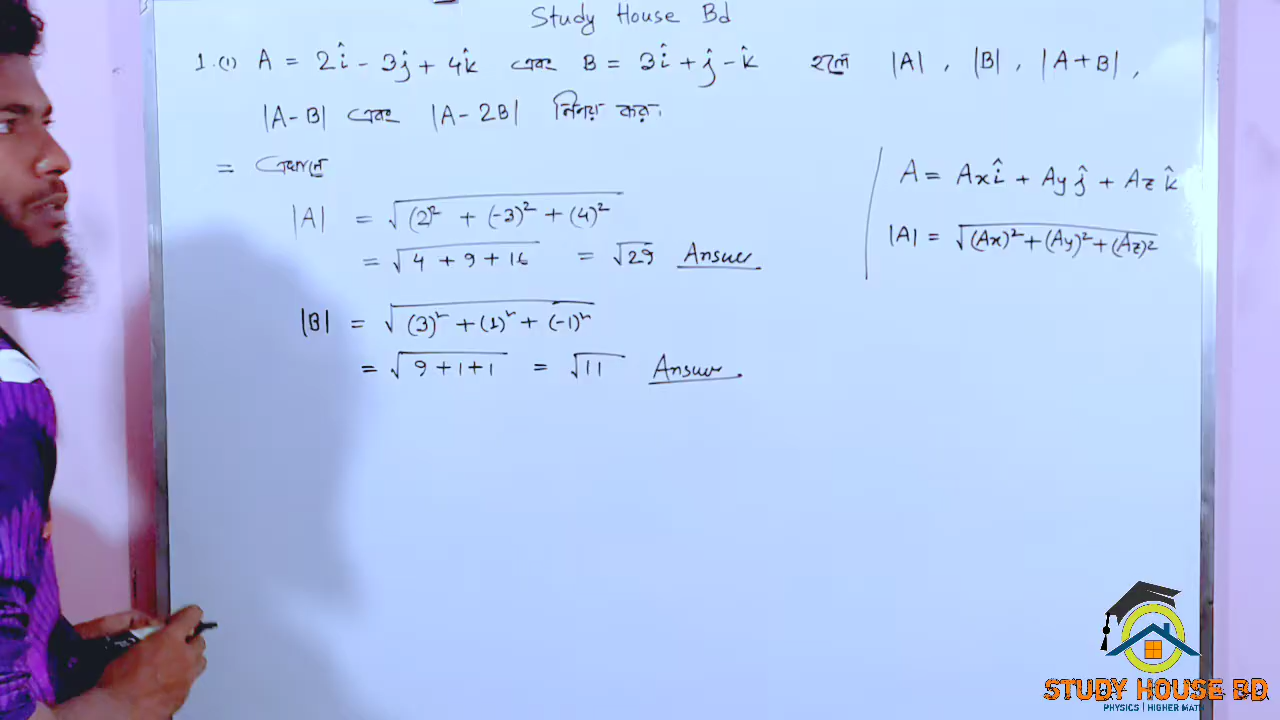 Study House Bd
1.(i) A = 2î - 3ĵ + 4k̂ এবং B = 3î + ĵ - k̂ হলে |A| , |B| , |A+B| ,
|A-B| এবং |A-2B| নির্নয় কর।
= এখানে
|A| = √((2)² + (-3)² + (4)²)
= √(4 + 9 + 16) = √29 Answer
|B| = √((3)² + (1)² + (-1)²)
= √(9+1+1) = √11 Answer
A = Axî + Ayĵ + Azk̂
|A| = √((Ax)² + (Ay)² + (Az)²)
STUDY HOUSE BD
PHYSICS | HIGHER MATH